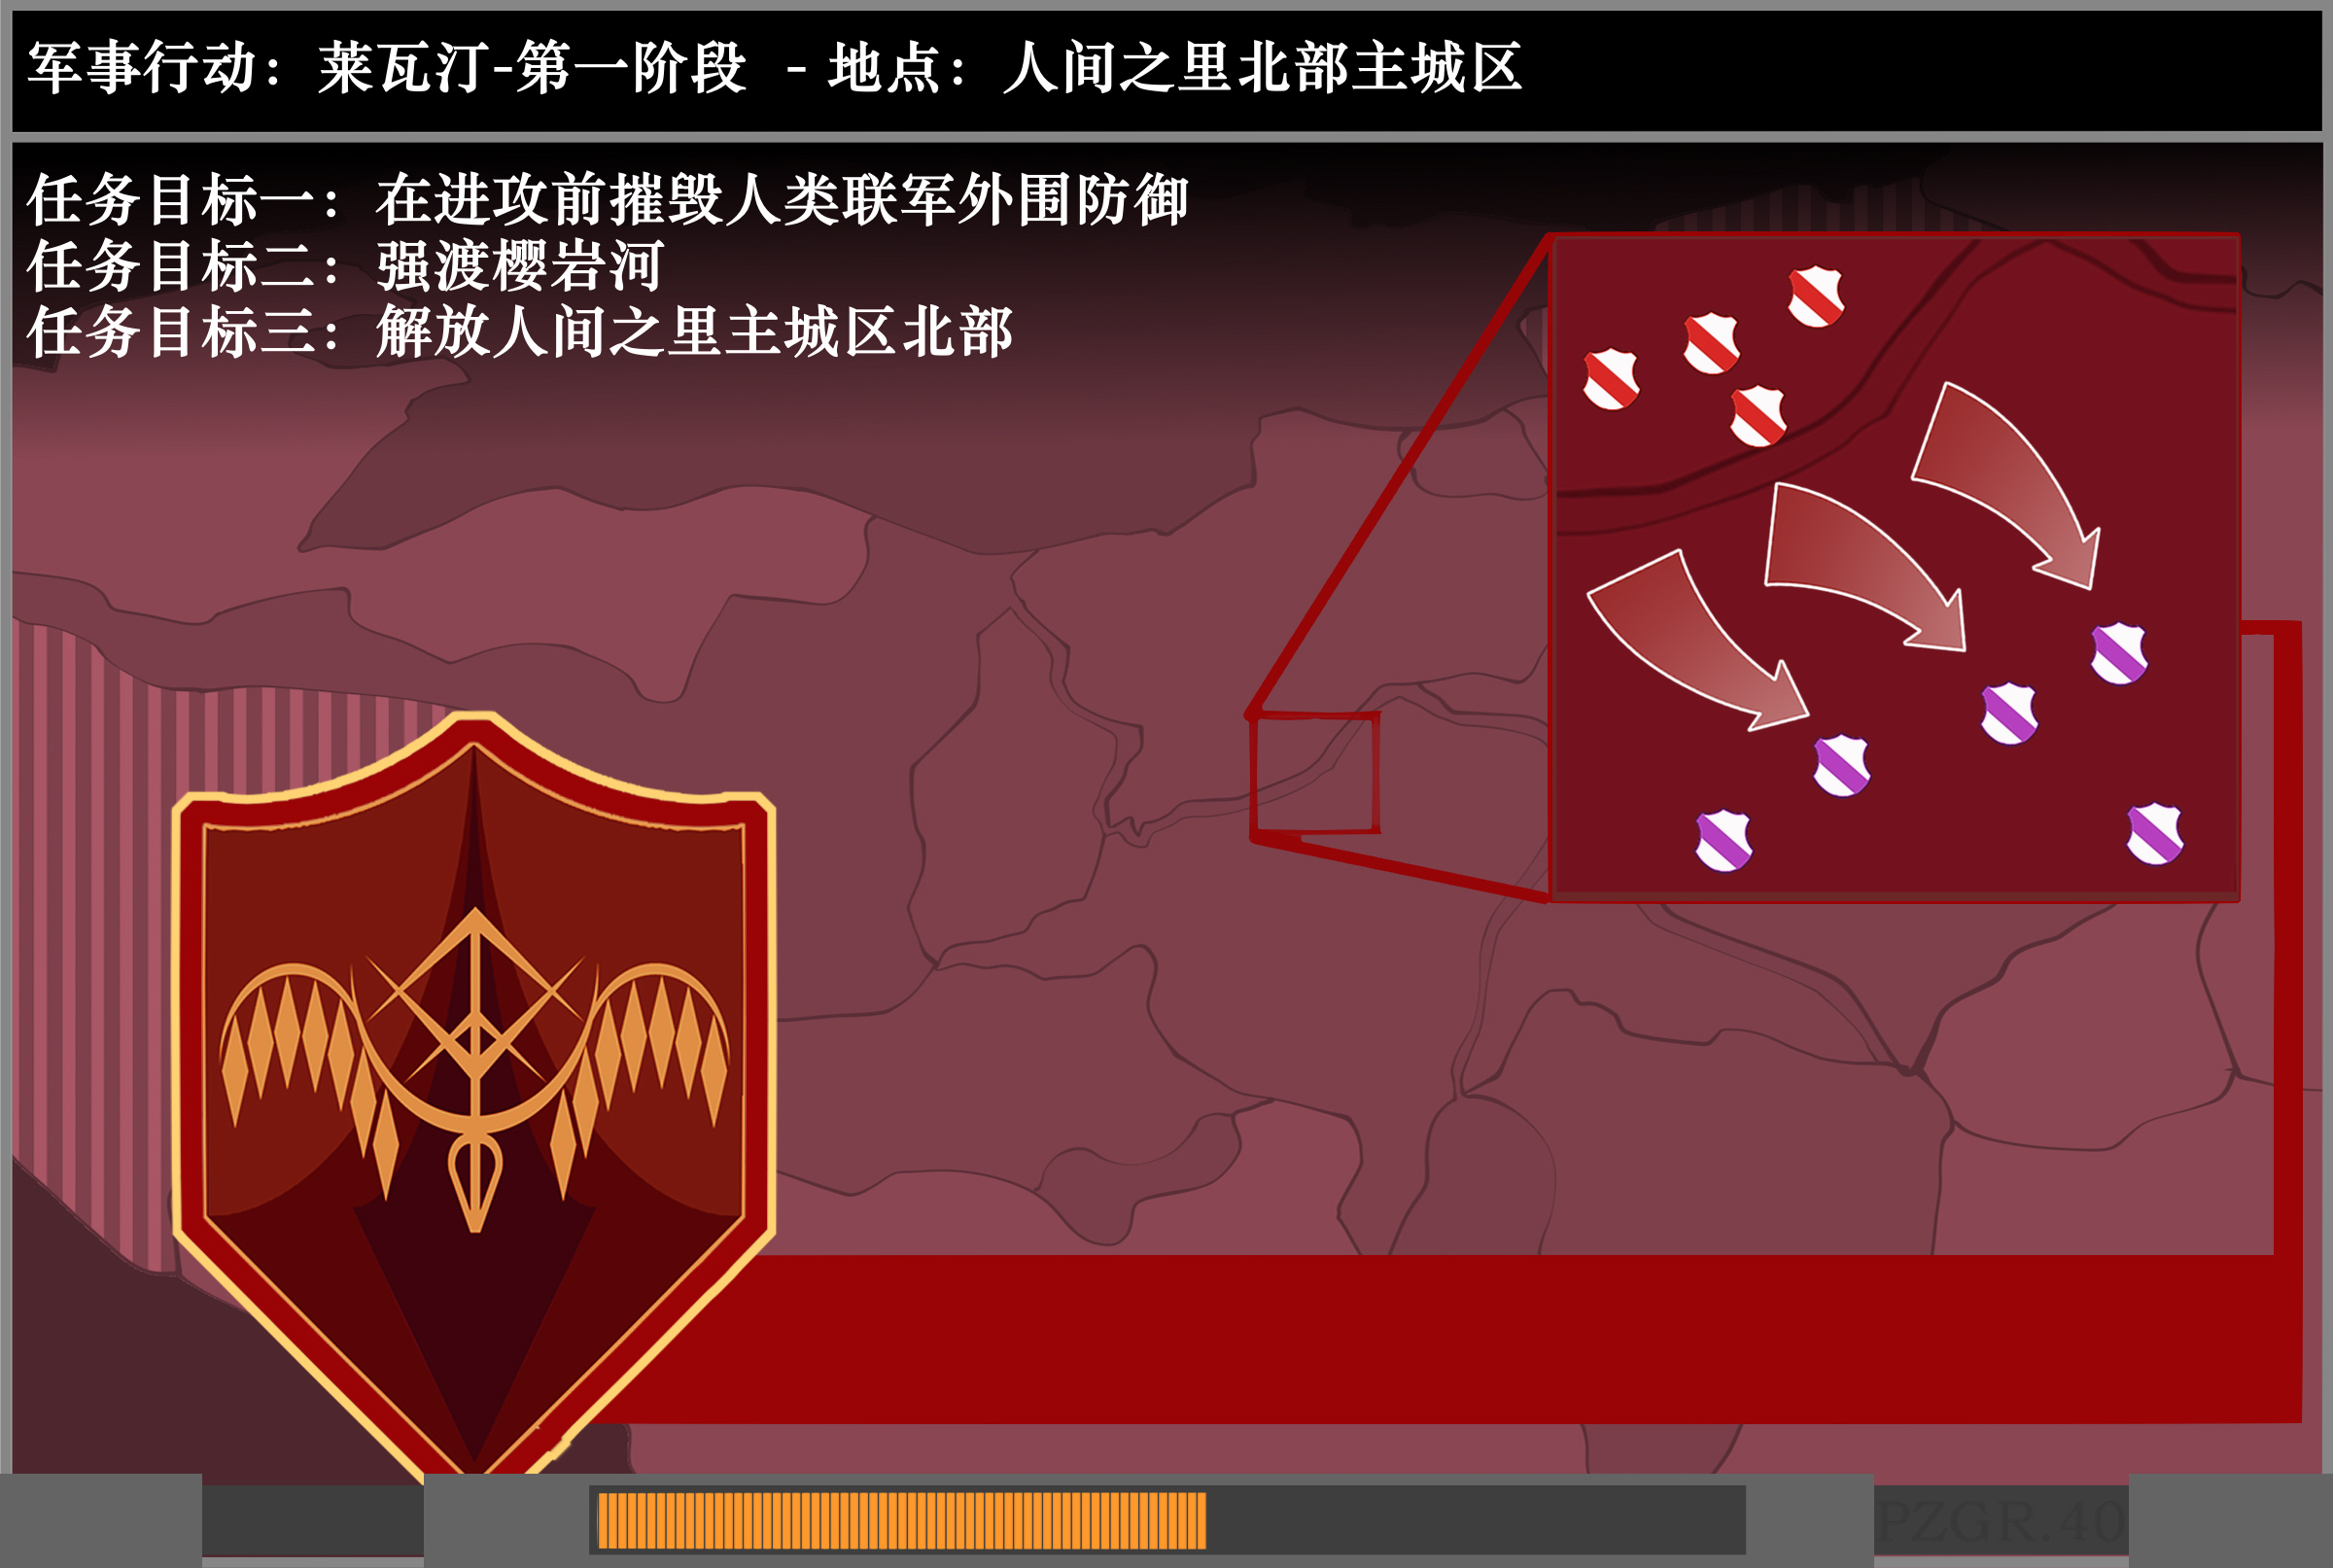 军事行动：莱瓦汀-第一阶段 - 地点：人间之里北部主城区
任务目标一：在进攻前摧毁人类联军外围防御
任务目标二：强渡樱岩河
任务目标三：解放人间之里主城区北部
PZGR.40